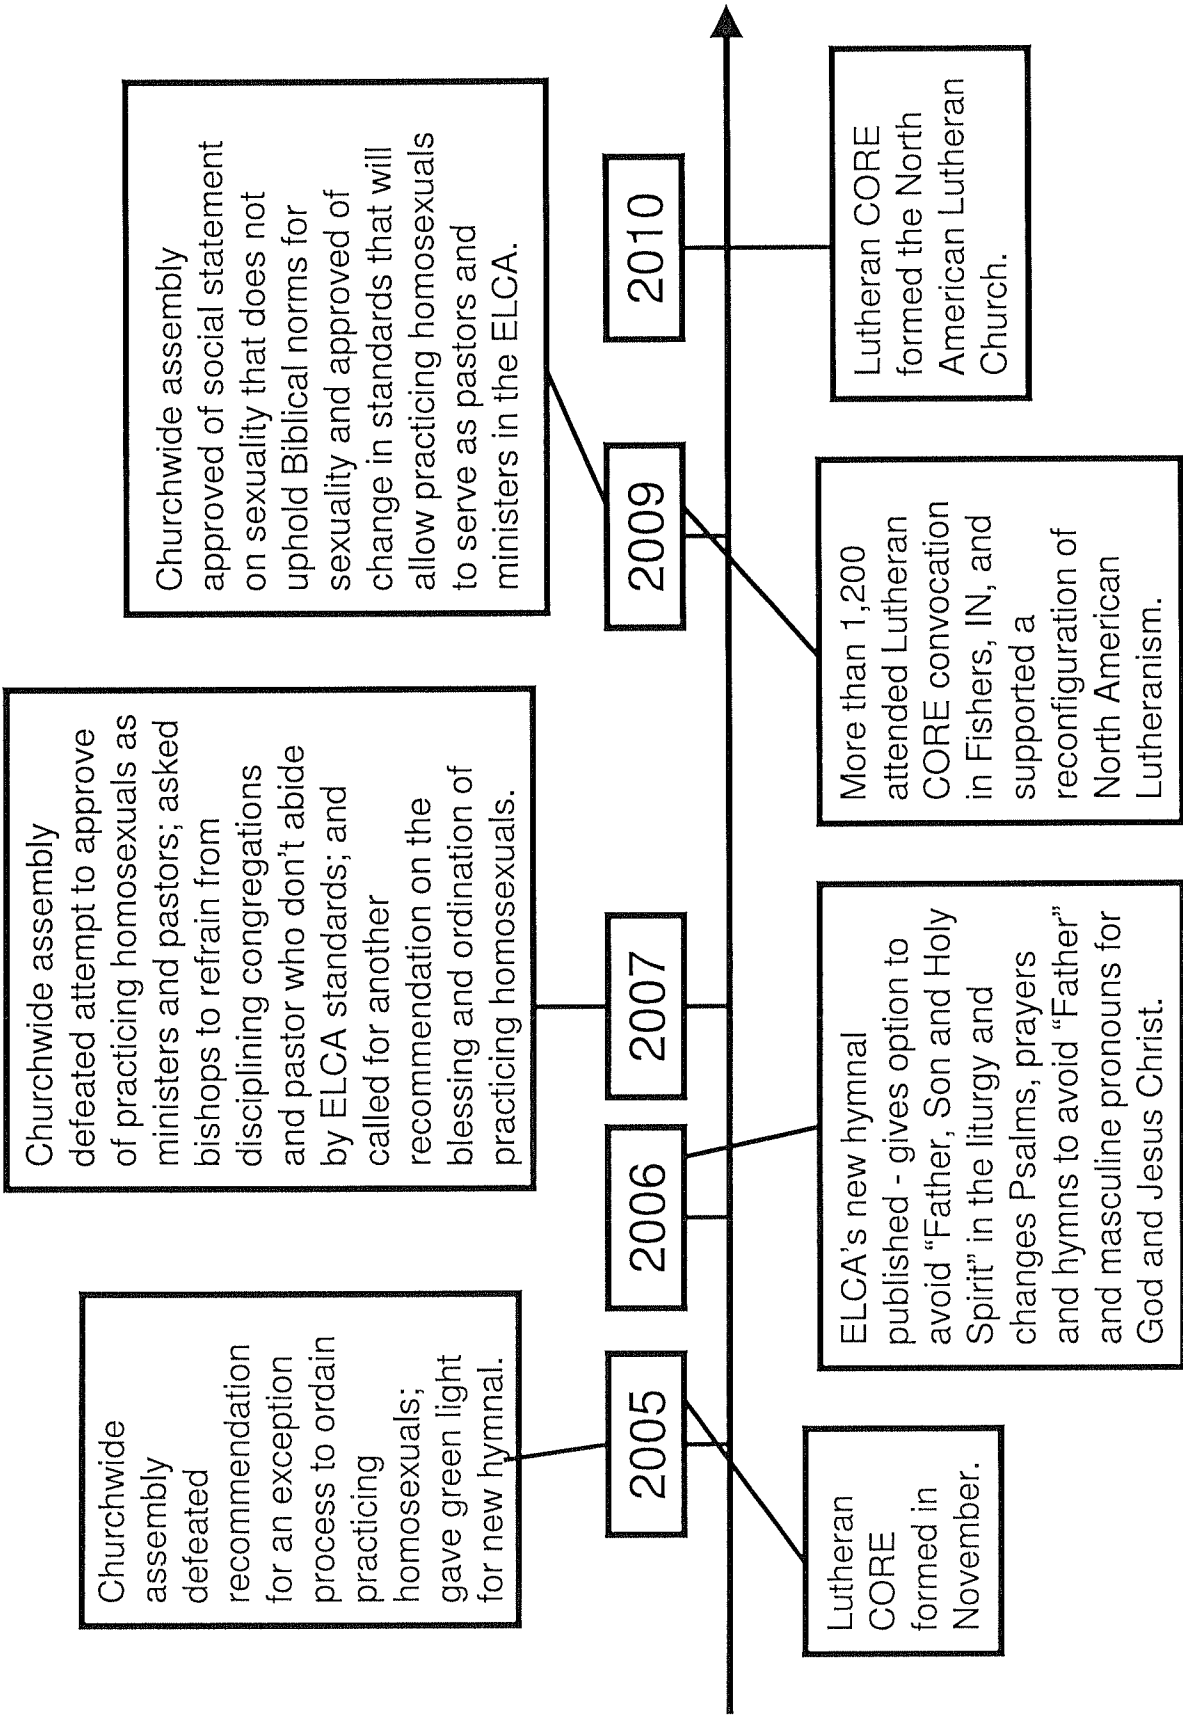 Churchwide
assembly
defeated
recommendation
for an exception
process to ordain
practicing
homosexuals;
gave green light
for new hymnal.
2005
Lutheran
CORE
formed in
November.
2006
ELCA's new hymnal
published - gives option to
avoid "Father, Son and Holy
Spirit" in the liturgy and
changes Psalms, prayers
and hymns to avoid "Father"
and masculine pronouns for
God and Jesus Christ.
Churchwide assembly
defeated attempt to approve
of practicing homosexuals as
ministers and pastors; asked
bishops to refrain from
disciplining congregations
and pastor who don't abide
by ELCA standards; and
called for another
recommendation on the
blessing and ordination of
practicing homosexuals.
2007
Churchwide assembly
approved of social statement
on sexuality that does not
uphold Biblical norms for
sexuality and approved of
change in standards that will
allow practicing homosexuals
to serve as pastors and
ministers in the ELCA.
2009
More than 1,200
attended Lutheran
CORE convocation
in Fishers, IN, and
supported a
reconfiguration of
North American
Lutheranism.
2010
Lutheran CORE
formed the North
American Lutheran
Church.